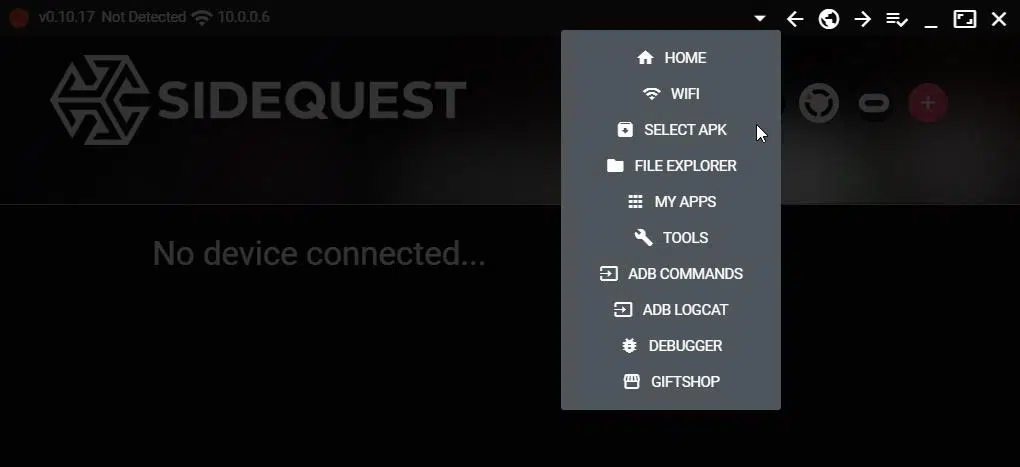 v0.10.17 Not Detected 10.0.0.6
HOME
WIFI
SIDEQUEST
SELECT APK
FILE EXPLORER
MY APPS
TOOLS
No device connected...
ADB COMMANDS
ADB LOGCAT
DEBUGGER
GIFTSHOP